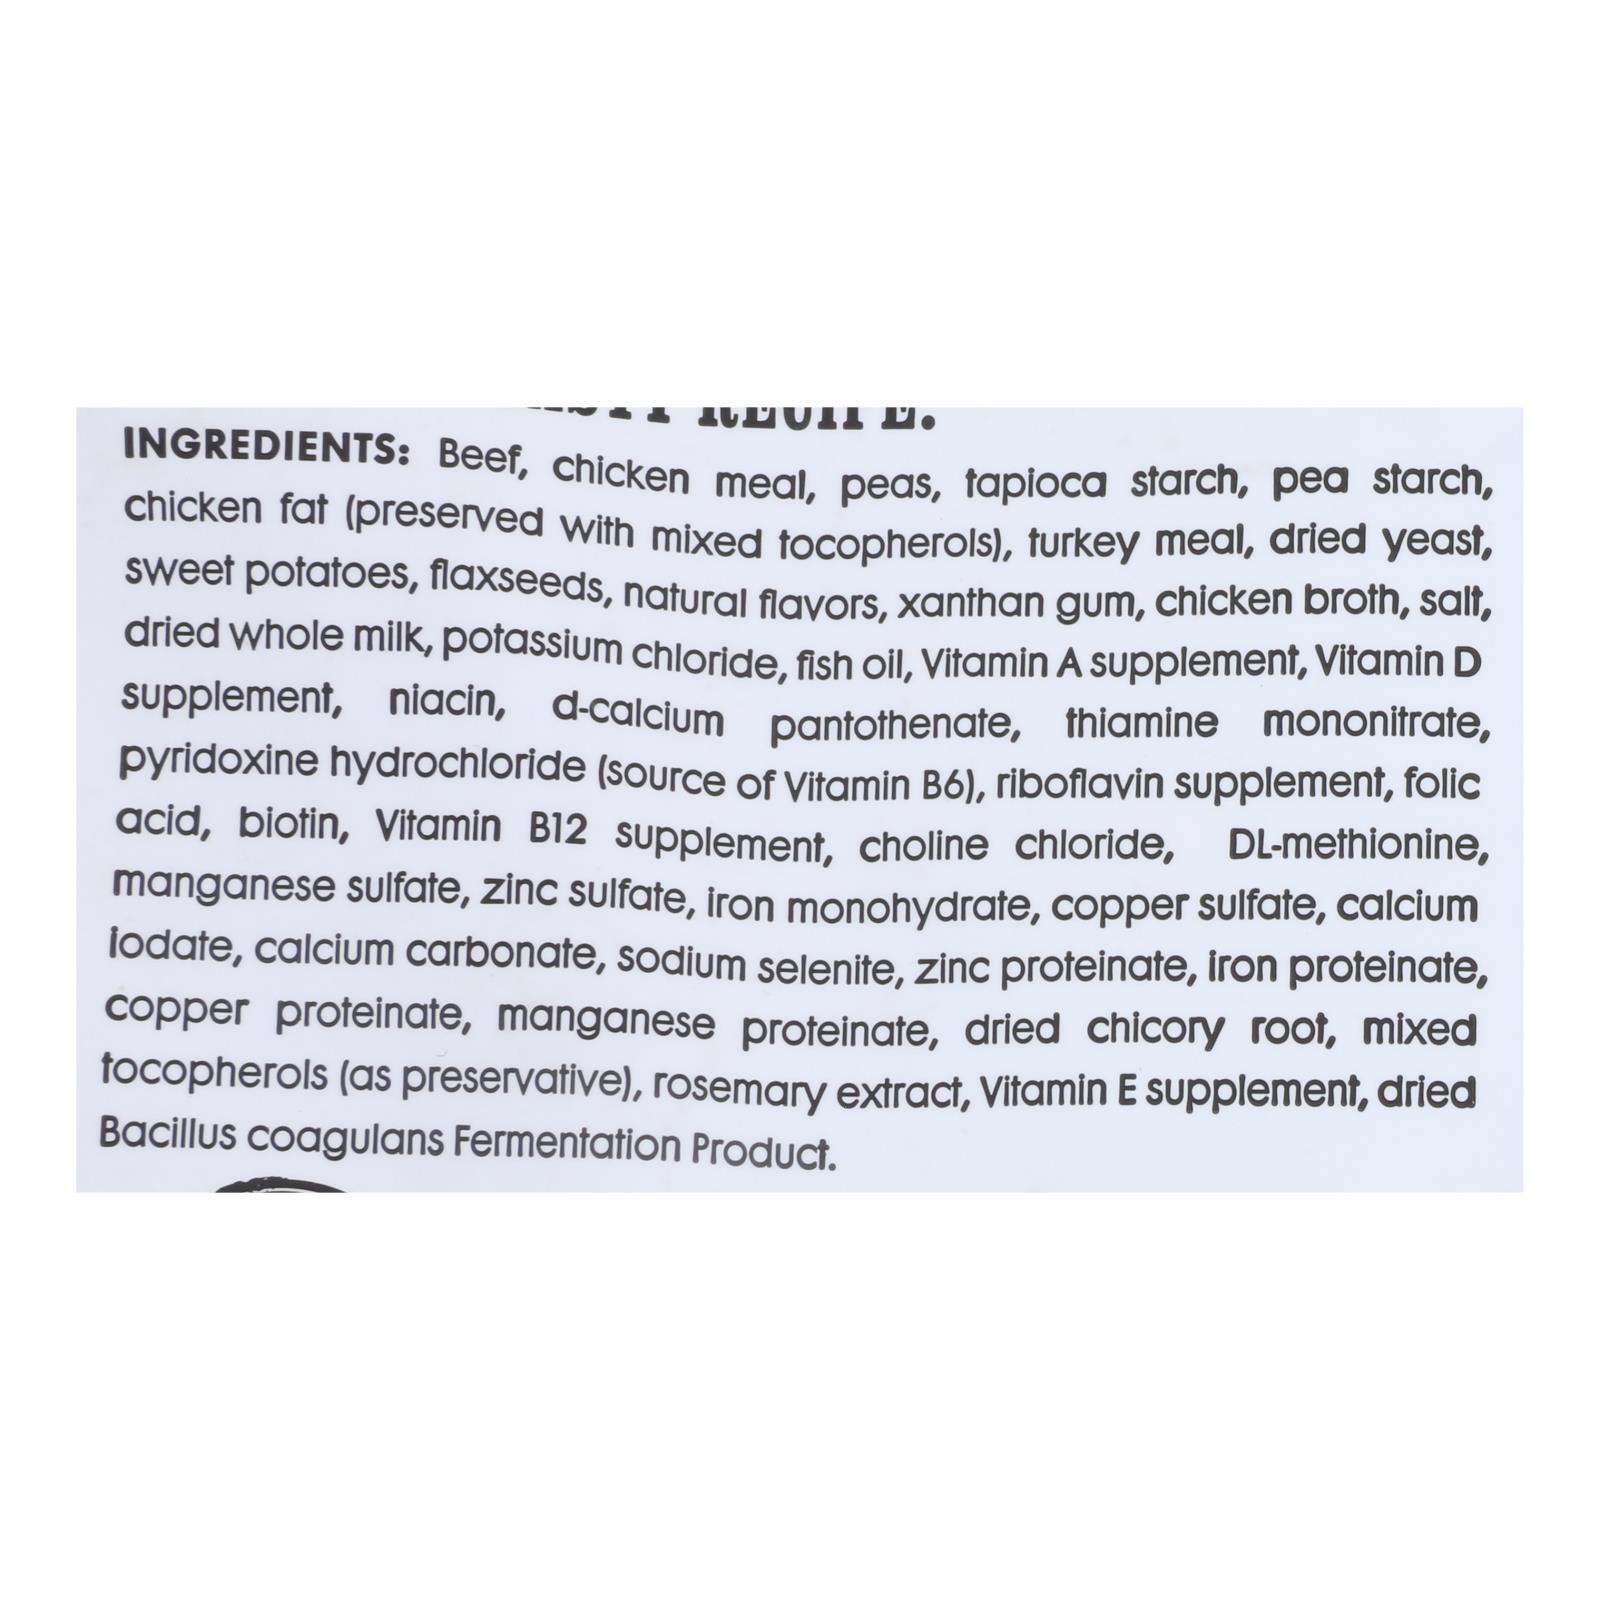 RECIPE.
INGREDIENTS: Beef, chicken meal, peas, tapioca starch, pea starch,
chicken fat (preserved with mixed tocopherols), turkey meal, dried yeast,
sweet potatoes, flaxseeds, natural flavors, xanthan gum, chicken broth, salt,
dried whole milk, potassium chloride, fish oil, Vitamin A supplement, Vitamin D
supplement, niacin, d-calcium pantothenate, thiamine mononitrate,
pyridoxine hydrochloride (source of Vitamin B6), riboflavin supplement, folic
acid, biotin, Vitamin B12 supplement, choline chloride, DL-methionine,
manganese sulfate, zinc sulfate, iron monohydrate, copper sulfate, calcium
iodate, calcium carbonate, sodium selenite, zinc proteinate, iron proteinate,
copper proteinate, manganese proteinate, dried chicory root, mixed
tocopherols (as preservative), rosemary extract, Vitamin E supplement, dried
Bacillus coagulans Fermentation Product.